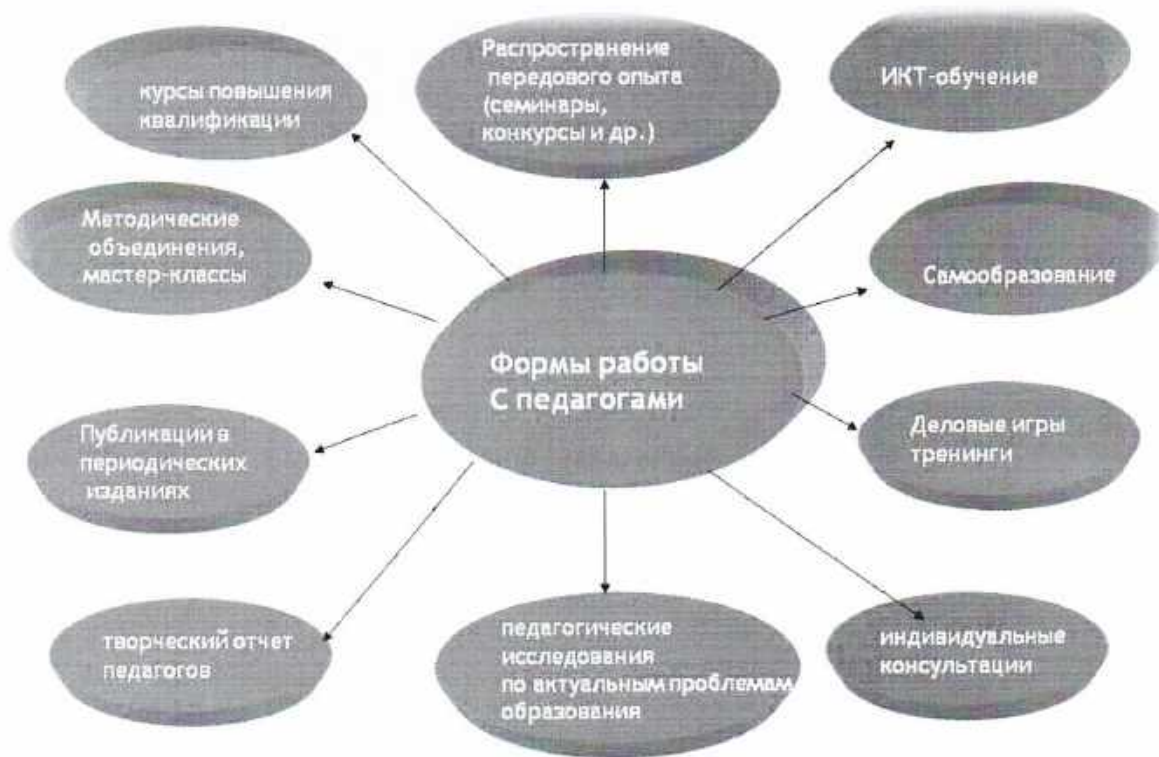 курсы повышения
квалификации
Распространение
передового опыта
(семинары,
конкурсы и др.)
ИКТ-обучение
Методические
объединения,
мастер-классы
Самообразование
Формы работы
С педагогами
Публикации в
периодических
изданиях
Деловые игры
тренинги
творческий отчет
педагогов
педагогические
исследования
по актуальным проблемам
образования
индивидуальные
консультации